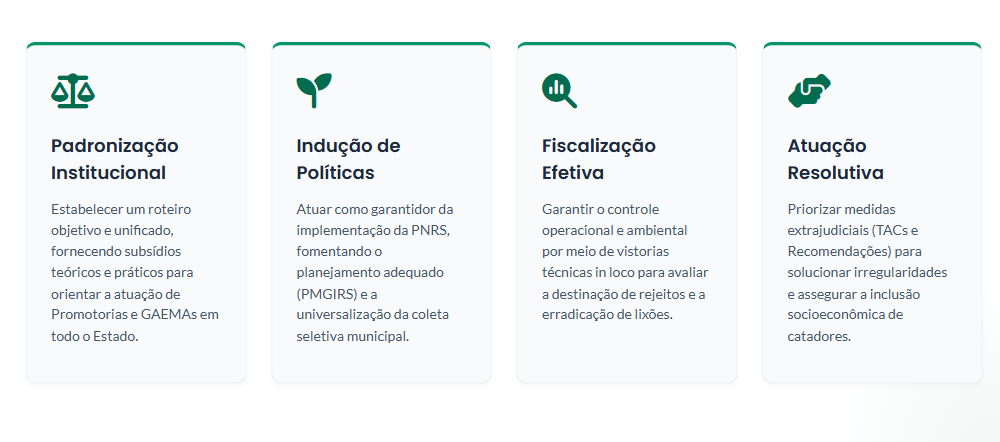 Padronização
Institucional
Estabelecer um roteiro
objetivo e unificado,
fornecendo subsídios
teóricos e práticos para
orientar a atuação de
Promotorias e GAEMAs em
todo o Estado.
Indução de
Políticas
Atuar como garantidor da
implementação da PNRS,
fomentando o
planejamento adequado
(PMGIRS) e a
universalização da coleta
seletiva municipal.
Fiscalização
Efetiva
Garantir o controle
operacional e ambiental
por meio de vistorias
técnicas in loco para avaliar
a destinação de rejeitos e a
erradicação de lixões.
Atuação
Resolutiva
Priorizar medidas
extrajudiciais (TACs e
Recomendações) para
solucionar irregularidades
e assegurar a inclusão
socioeconômica de
catadores.